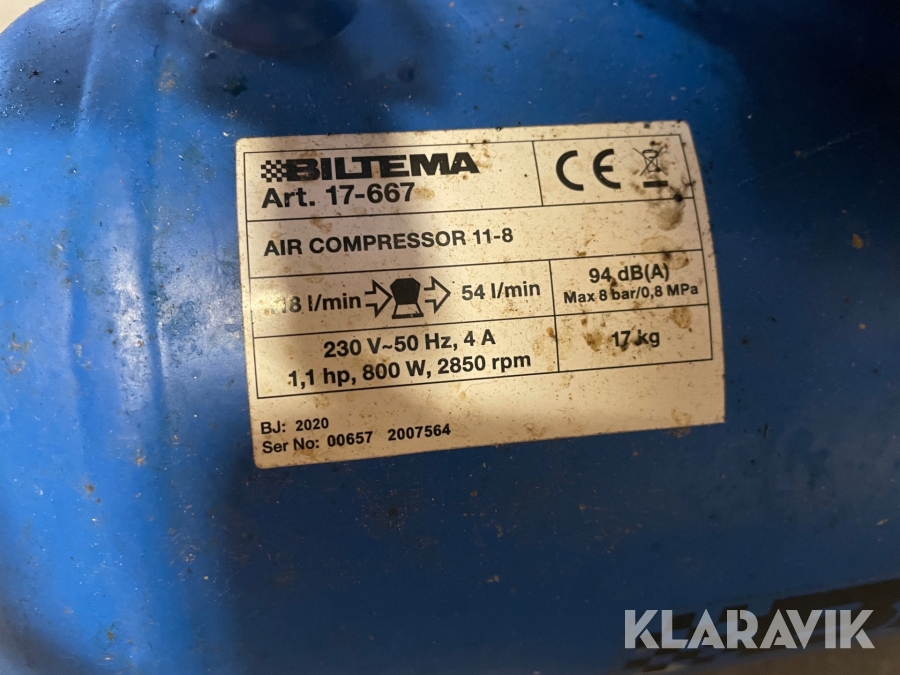 BILTEMA
Art. 17-667
CE
AIR COMPRESSOR 11-8
l/min 54 l/min
94 dB(A)
Max 8 bar/0,8 MPa
230 V~50 Hz, 4 A
1,1 hp, 800 W, 2850 rpm
17 kg
BJ: 2020
Ser No: 00657 2007564
KLARAVIK